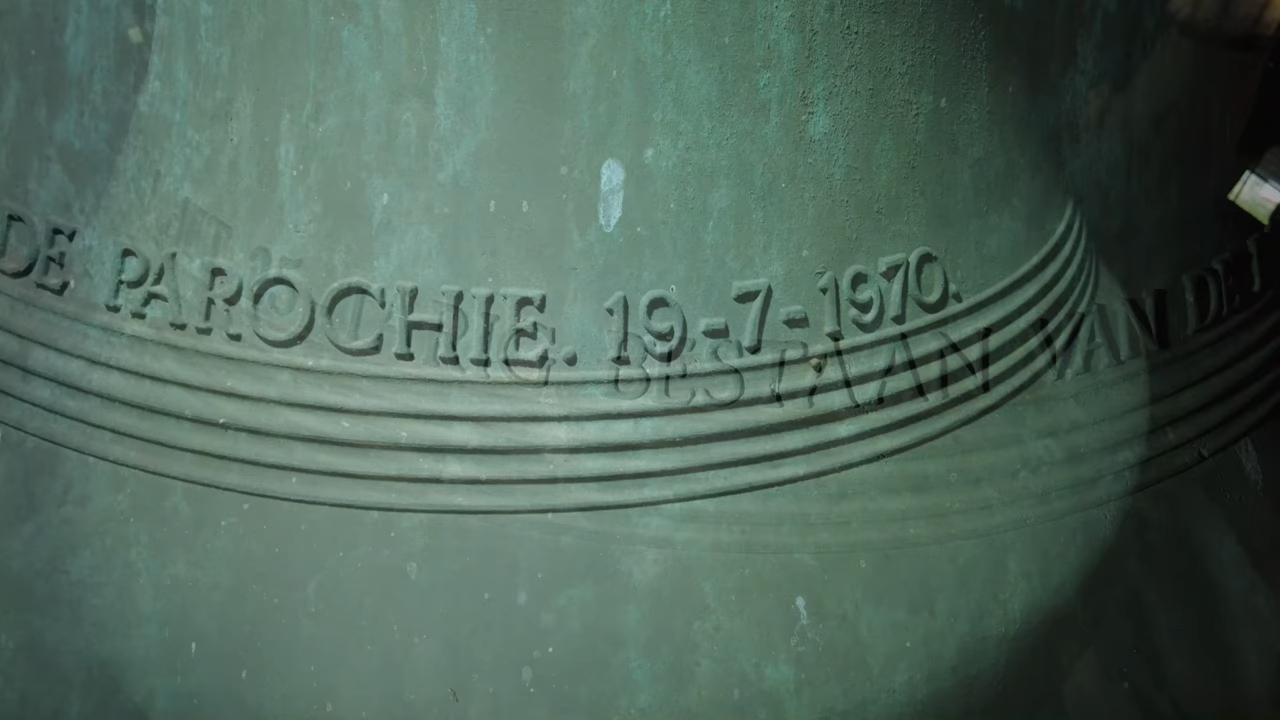 DE PAROCHIE. 19-7-1970.
BESTAAN VAN DE